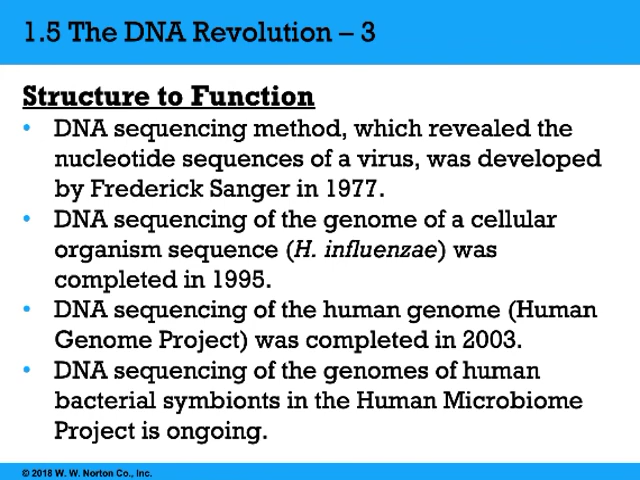 1.5 The DNA Revolution – 3
Structure to Function
• DNA sequencing method, which revealed the
nucleotide sequences of a virus, was developed
by Frederick Sanger in 1977.
• DNA sequencing of the genome of a cellular
organism sequence (H. influenzae) was
completed in 1995.
• DNA sequencing of the human genome (Human
Genome Project) was completed in 2003.
• DNA sequencing of the genomes of human
bacterial symbionts in the Human Microbiome
Project is ongoing.
© 2018 W. W. Norton Co., Inc.